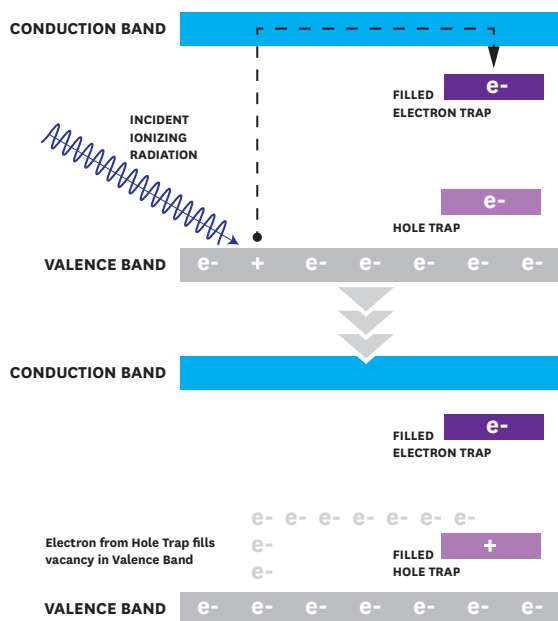 CONDUCTION BAND
e-
FILLED
ELECTRON TRAP
INCIDENT
IONIZING
RADIATION
e-
HOLE TRAP
VALENCE BAND e- + e- e- e- e- e-
CONDUCTION BAND
e-
FILLED
ELECTRON TRAP
e- e- e- e- e- e- e-
Electron from Hole Trap fills
vacancy in Valence Band
e-
e-
+
FILLED
HOLE TRAP
VALENCE BAND e- e- e- e- e- e- e-